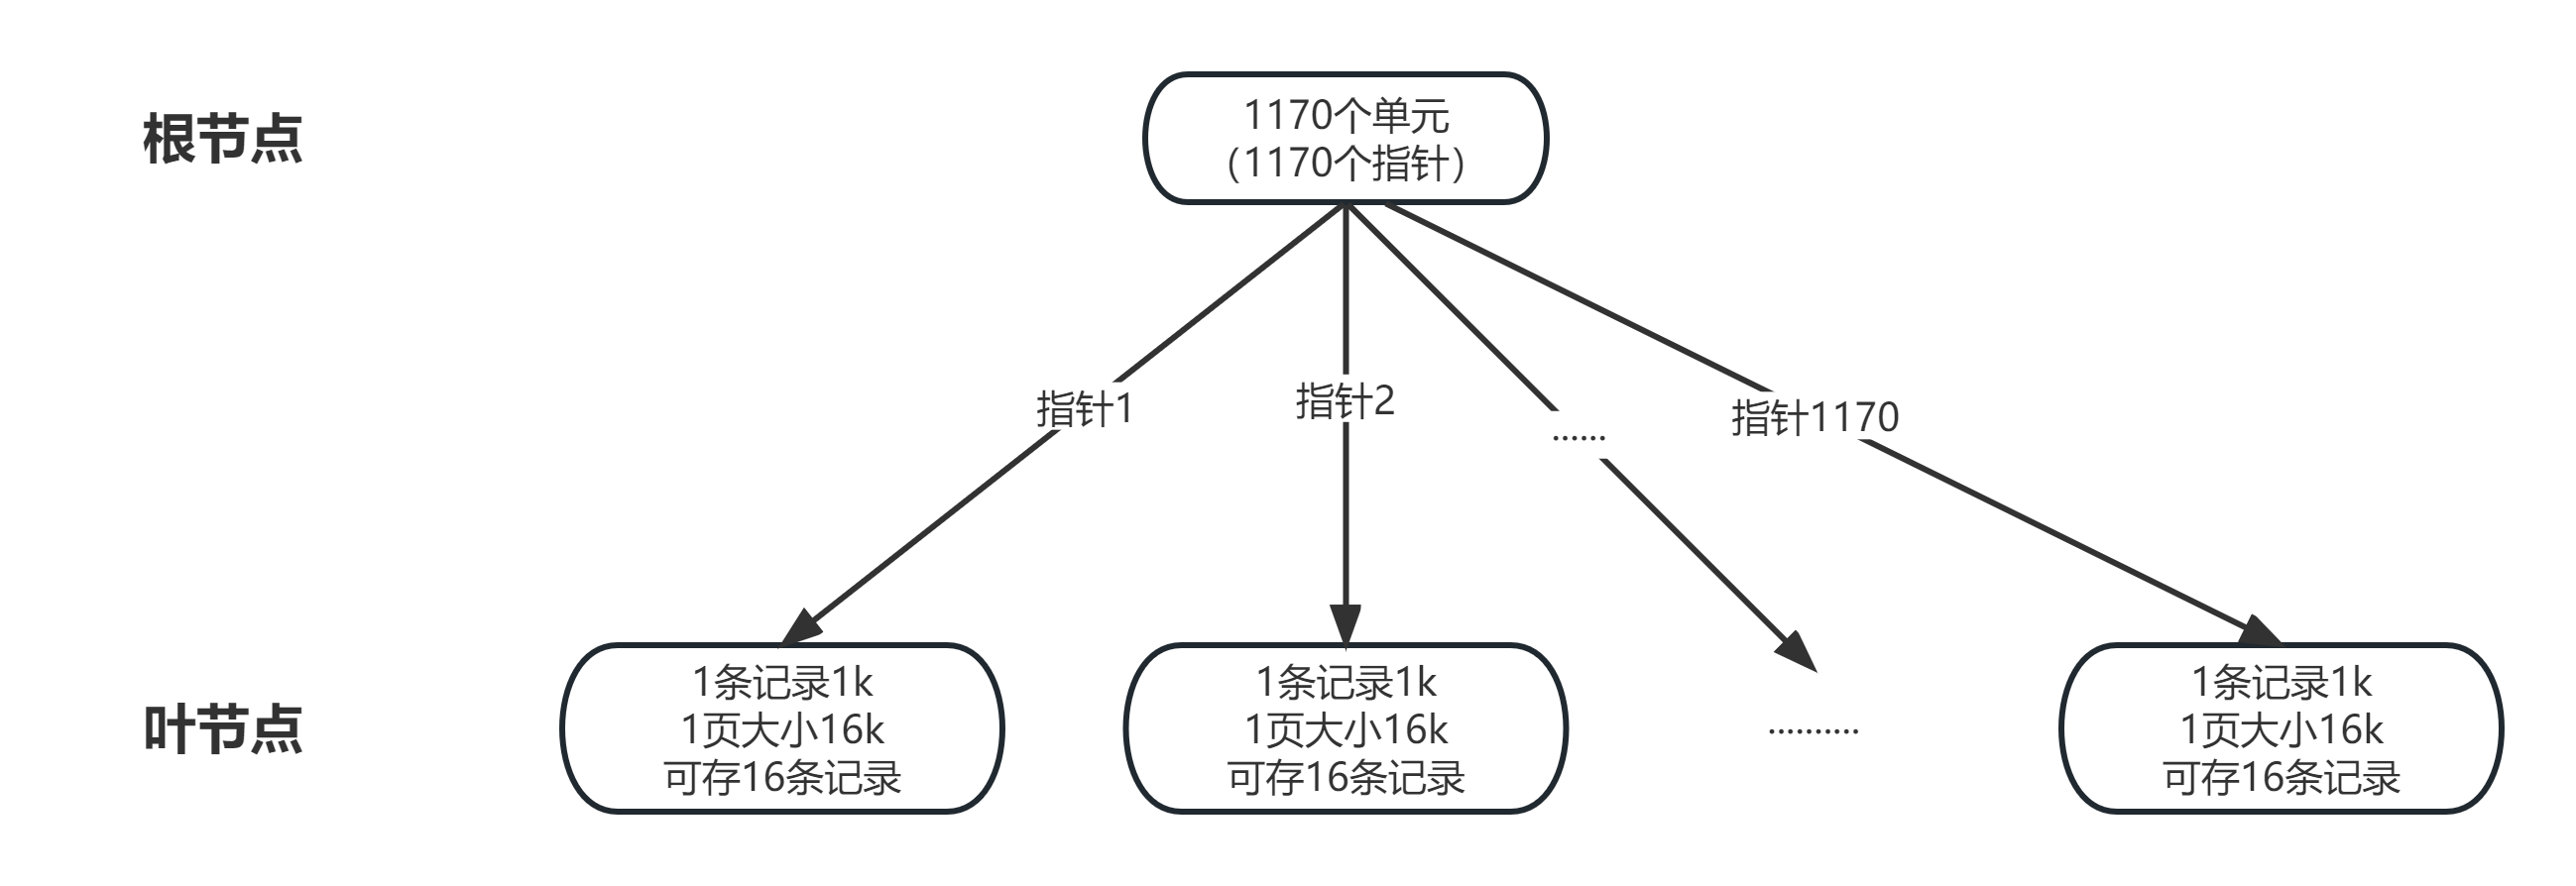 根节点
1170个单元
（1170个指针）
指针1
指针2
......
指针1170
叶节点
1条记录1k
1页大小16k
可存16条记录
1条记录1k
1页大小16k
可存16条记录
..........
1条记录1k
1页大小16k
可存16条记录